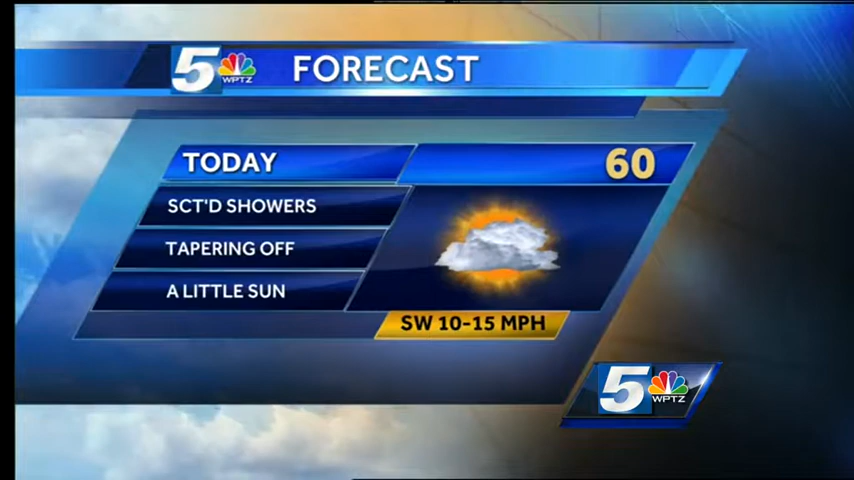 5 WPTZ FORECAST
TODAY 60
SCT'D SHOWERS
TAPERING OFF
A LITTLE SUN
SW 10-15 MPH
5 WPTZ